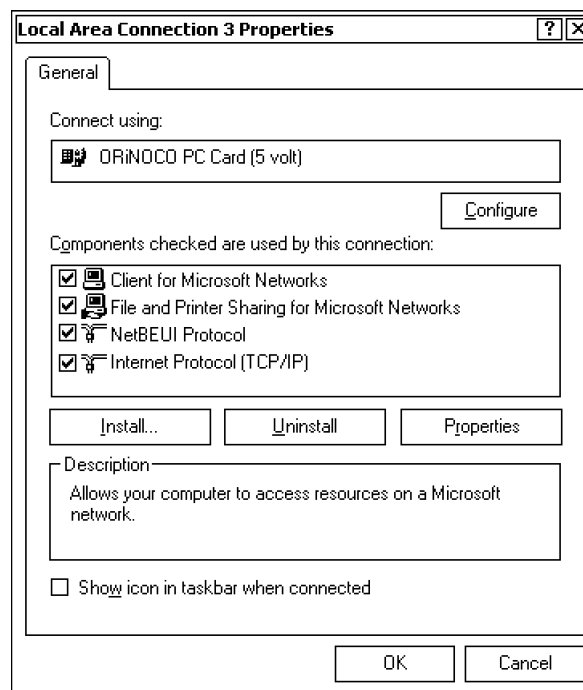 Local Area Connection 3 Properties
General
Connect using:
ORiNOCO PC Card (5 volt)
Configure
Components checked are used by this connection:
Client for Microsoft Networks
File and Printer Sharing for Microsoft Networks
NetBEUI Protocol
Internet Protocol (TCP/IP)
Install... Uninstall Properties
Description
Allows your computer to access resources on a Microsoft
network.
Show icon in taskbar when connected
OK Cancel